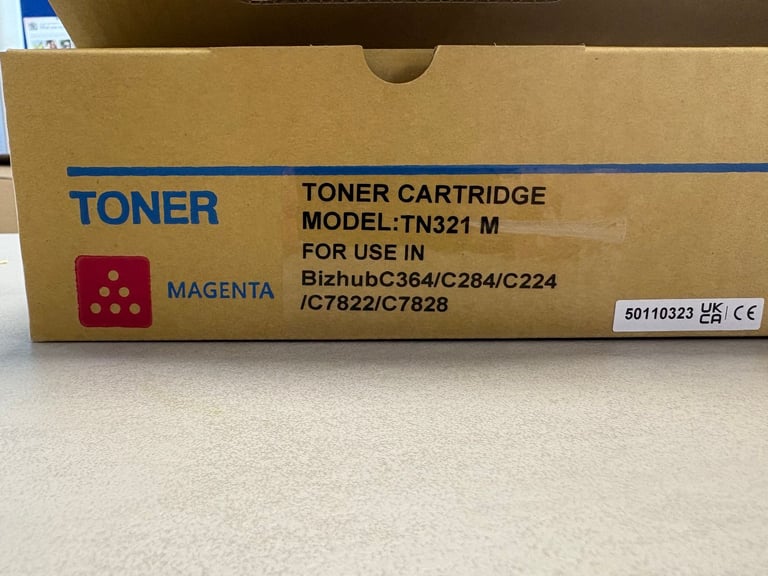 TONER
MAGENTA
TONER CARTRIDGE
MODEL:TN321 M
FOR USE IN
BizhubC364/C284/C224
/C7822/C7828
50110323 UK CA CE